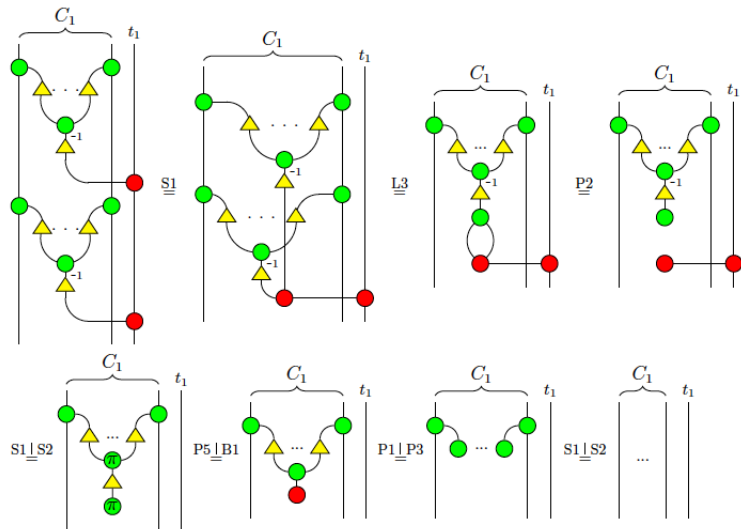 C₁ t₁ C₁ t₁ C₁ t₁ C₁ t₁
. . . . . . ... ...
-1 -1 -1 -1
S1= L3= P2=
. . . . . .
-1 -1
C₁ t₁ C₁ t₁ C₁ t₁ C₁ t₁
S1|S2= ... P5|B1= ... P1|P3= ... S1|S2= ...
π
π